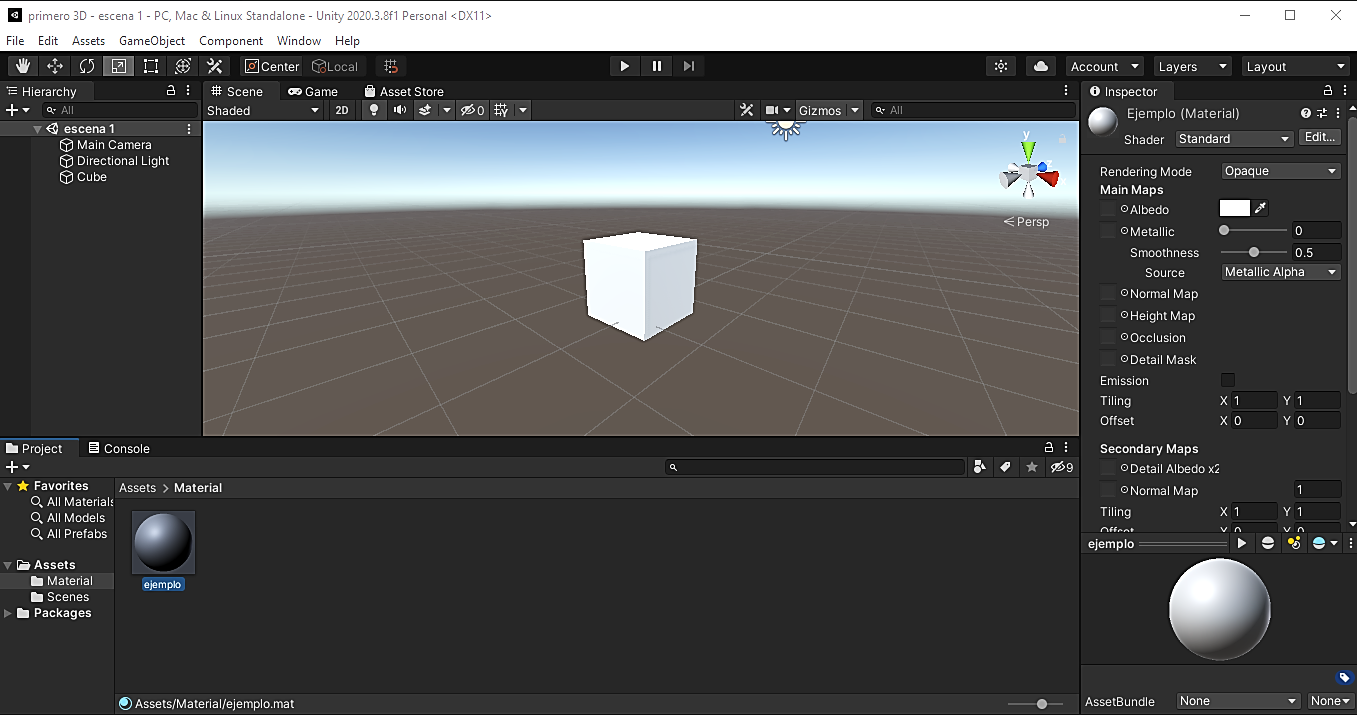 primero 3D - escena 1 - PC, Mac & Linux Standalone - Unity 2020.3.8f1 Personal <DX11>
File Edit Assets GameObject Component Window Help
Center Local Account Layers Layout
Hierarchy
All
escena 1
Main Camera
Directional Light
Cube
Scene Game Asset Store
Shaded 2D 0 Gizmos All
y
Persp
Inspector
Ejemplo (Material)
Shader Standard Edit...
Rendering Mode Opaque
Main Maps
Albedo
Metallic 0
Smoothness 0.5
Source Metallic Alpha
Normal Map
Height Map
Occlusion
Detail Mask
Emission
Tiling X 1 Y 1
Offset X 0 Y 0
Secondary Maps
Detail Albedo x2
Normal Map 1
Tiling X 1 Y 1
Offset X 0 Y 0
ejemplo
AssetBundle None None
Project Console
9
Favorites
All Materials
All Models
All Prefabs
Assets
Material
Scenes
Packages
Assets > Material
ejemplo
Assets/Material/ejemplo.mat